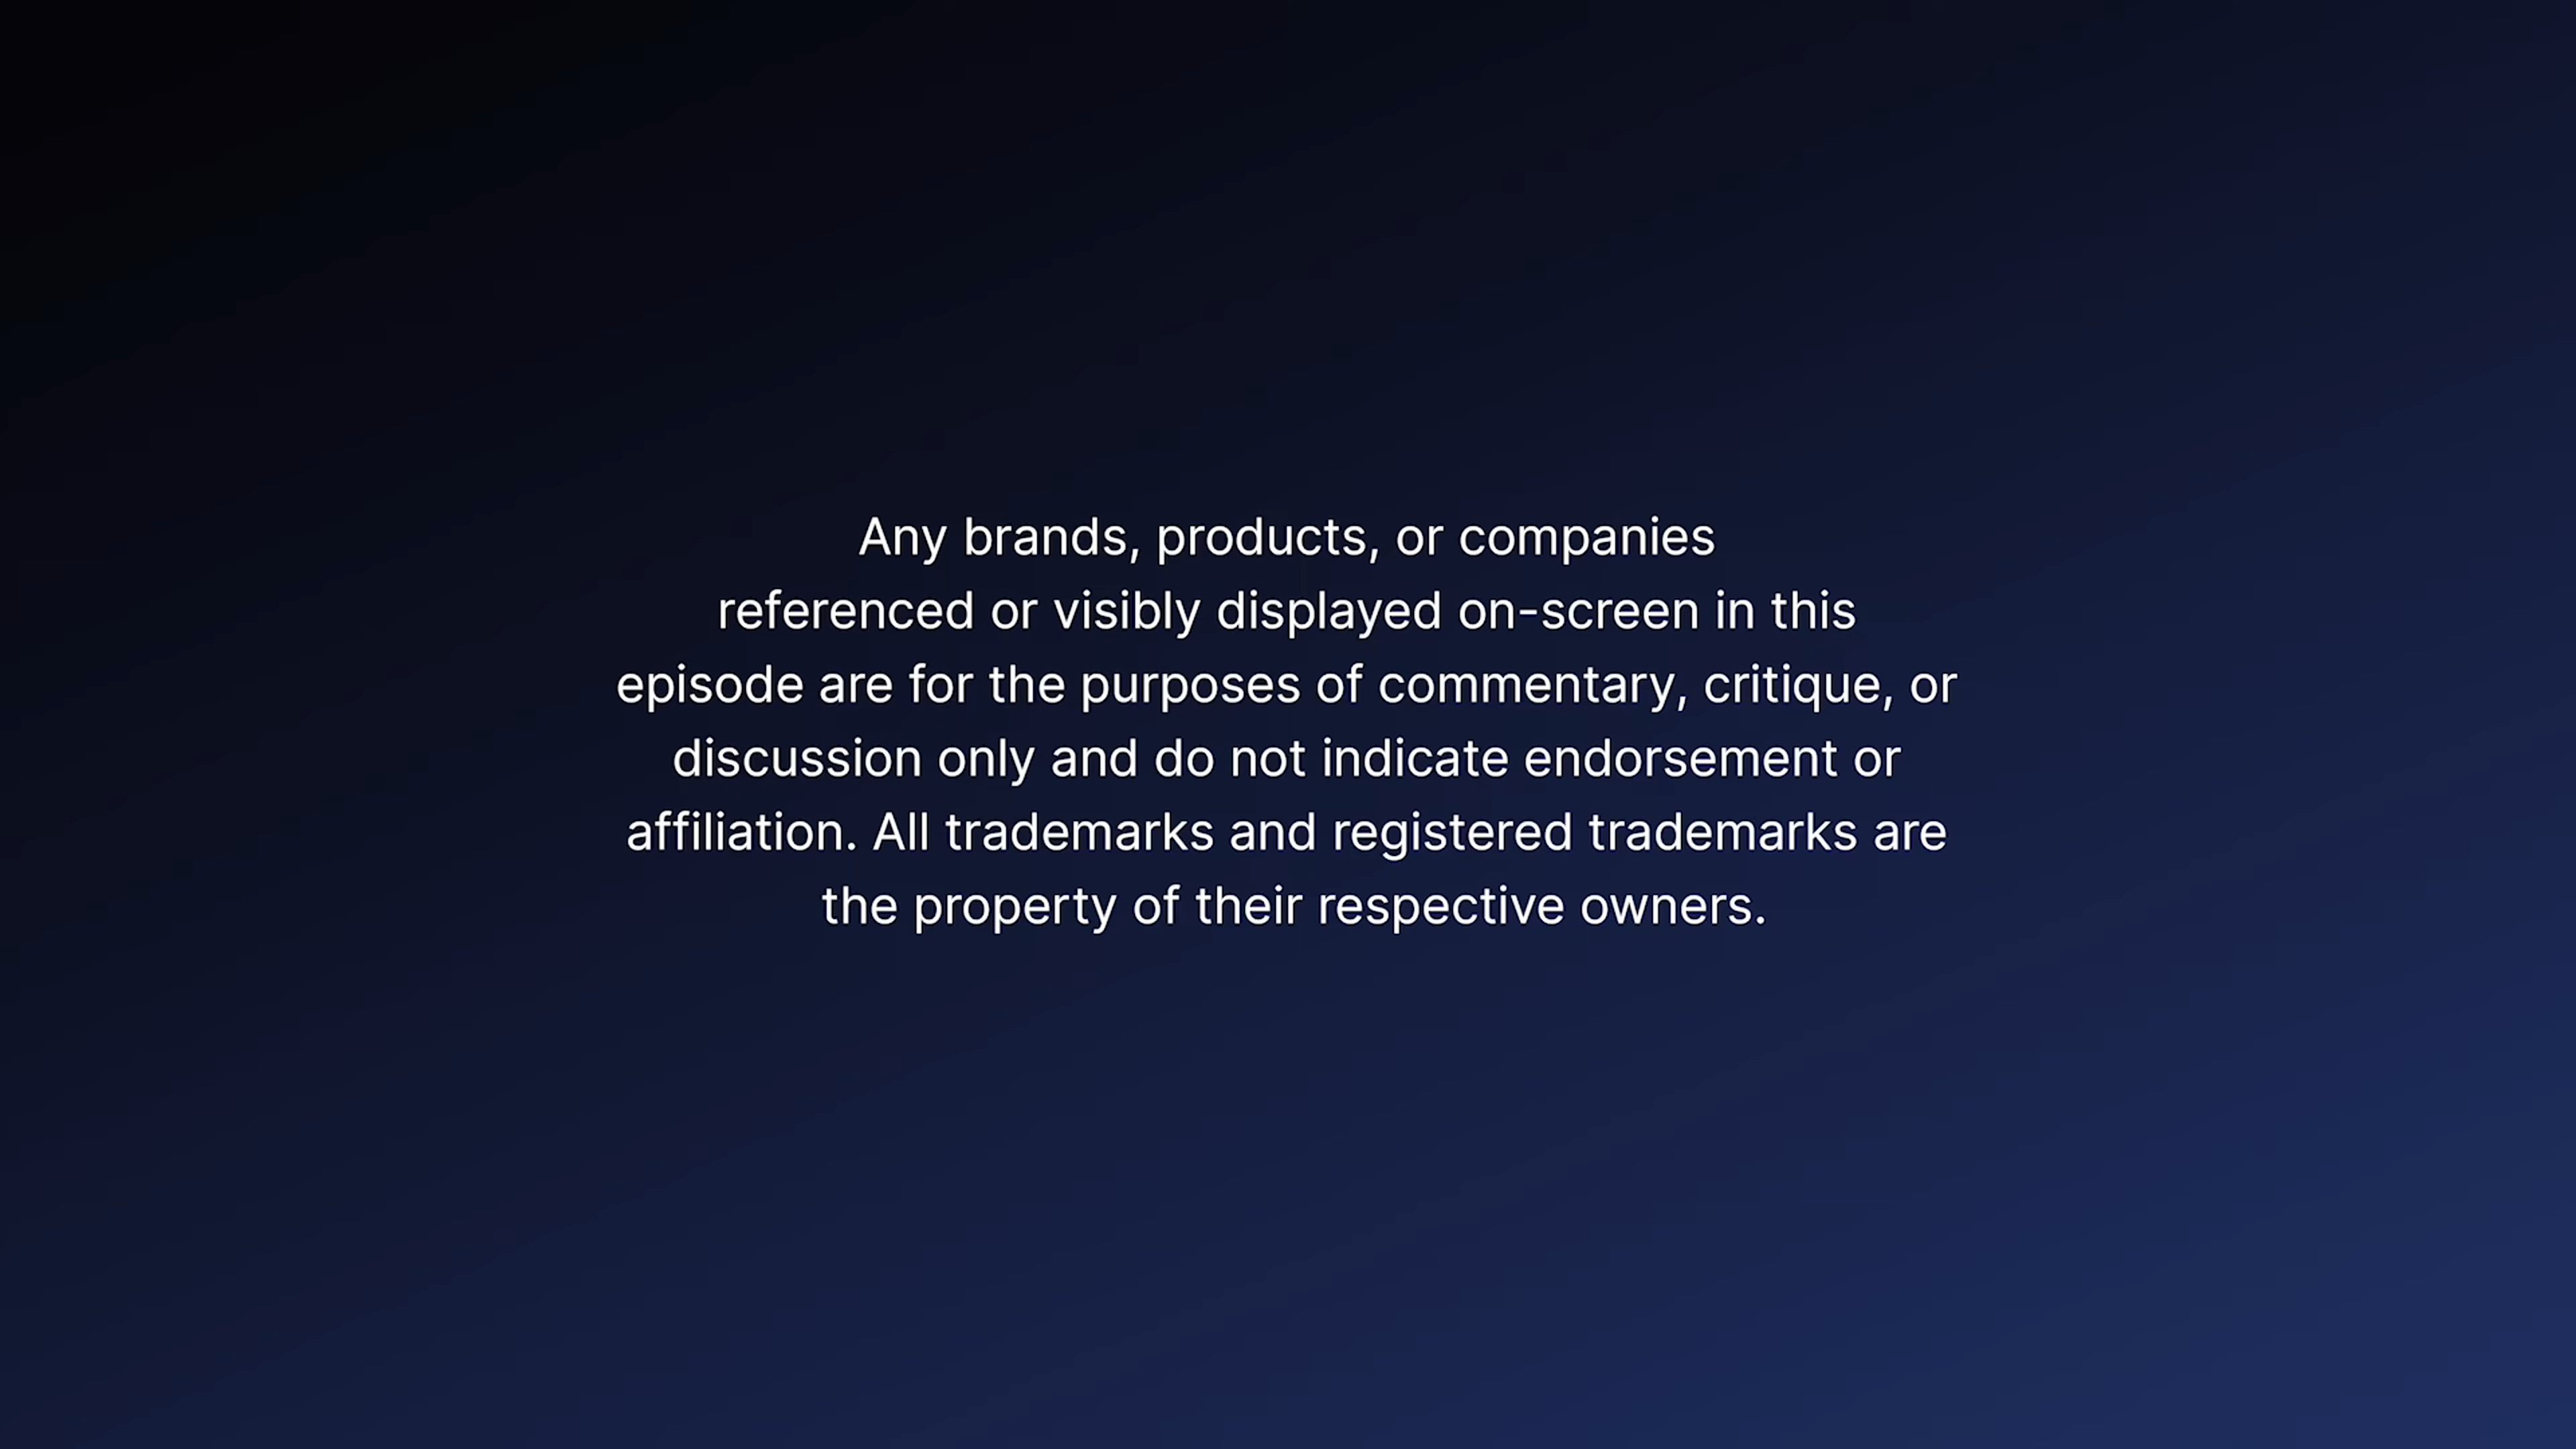 Any brands, products, or companies
referenced or visibly displayed on-screen in this
episode are for the purposes of commentary, critique, or
discussion only and do not indicate endorsement or
affiliation. All trademarks and registered trademarks are
the property of their respective owners.